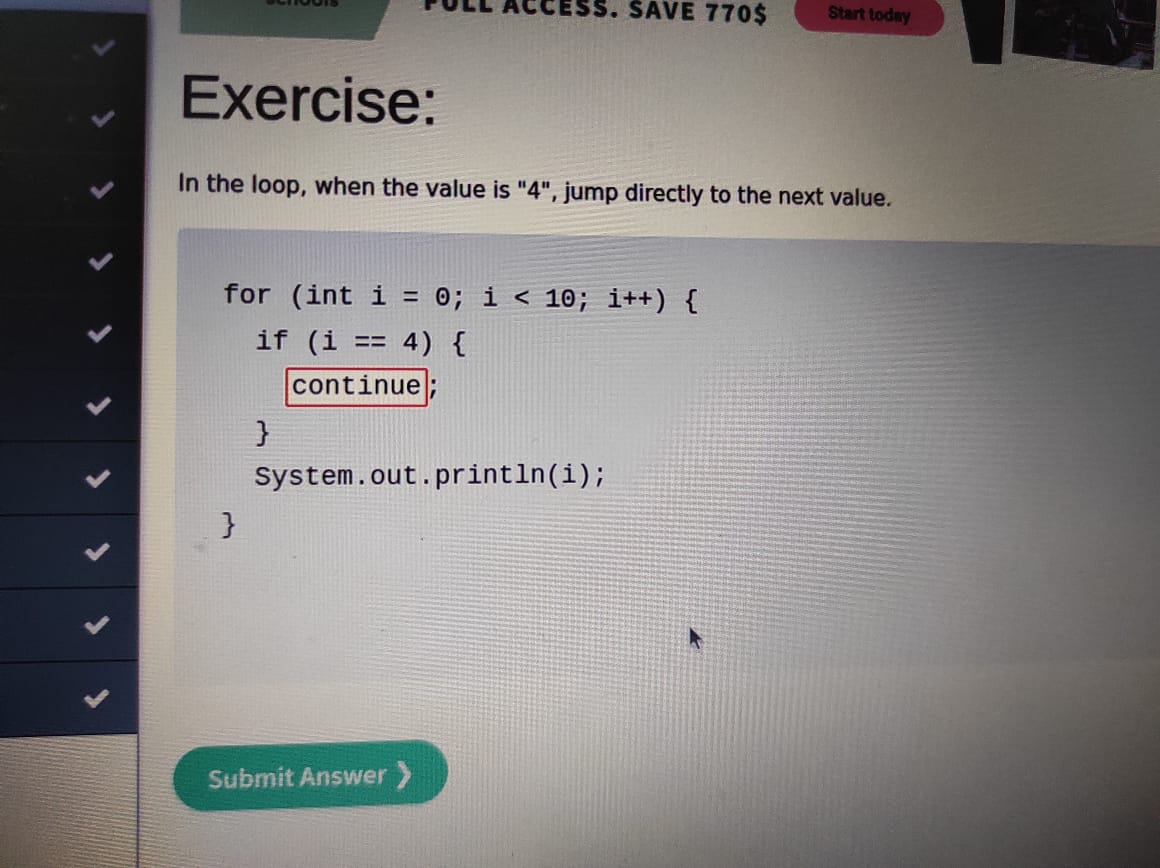 FULL ACCESS. SAVE 770$
Start today
Exercise:
In the loop, when the value is "4", jump directly to the next value.
for (int i = 0; i < 10; i++) {
if (i == 4) {
continue;
}
System.out.println(i);
}
Submit Answer ❯